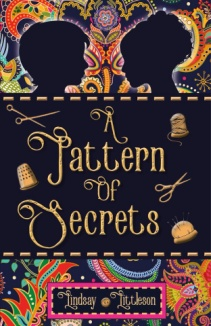 A
Pattern
Of
Secrets
Lindsay Littleson